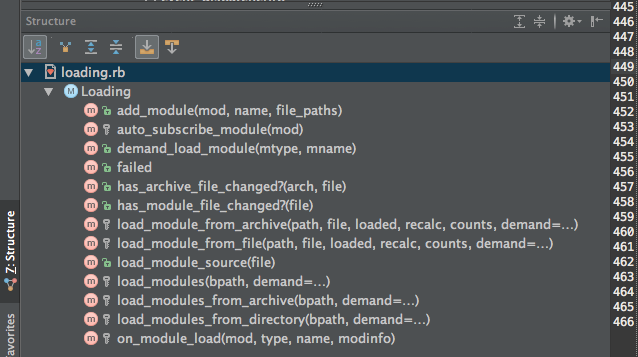 Structure
loading.rb
Loading
add_module(mod, name, file_paths)
auto_subscribe_module(mod)
demand_load_module(mtype, mname)
failed
has_archive_file_changed?(arch, file)
has_module_file_changed?(file)
load_module_from_archive(path, file, loaded, recalc, counts, demand=...)
load_module_from_file(path, file, loaded, recalc, counts, demand=...)
load_module_source(file)
load_modules(bpath, demand=...)
load_modules_from_archive(bpath, demand=...)
load_modules_from_directory(bpath, demand=...)
on_module_load(mod, type, name, modinfo)
Z: Structure
avorites
445
446
447
448
449
450
451
452
453
454
455
456
457
458
459
460
461
462
463
464
465
466